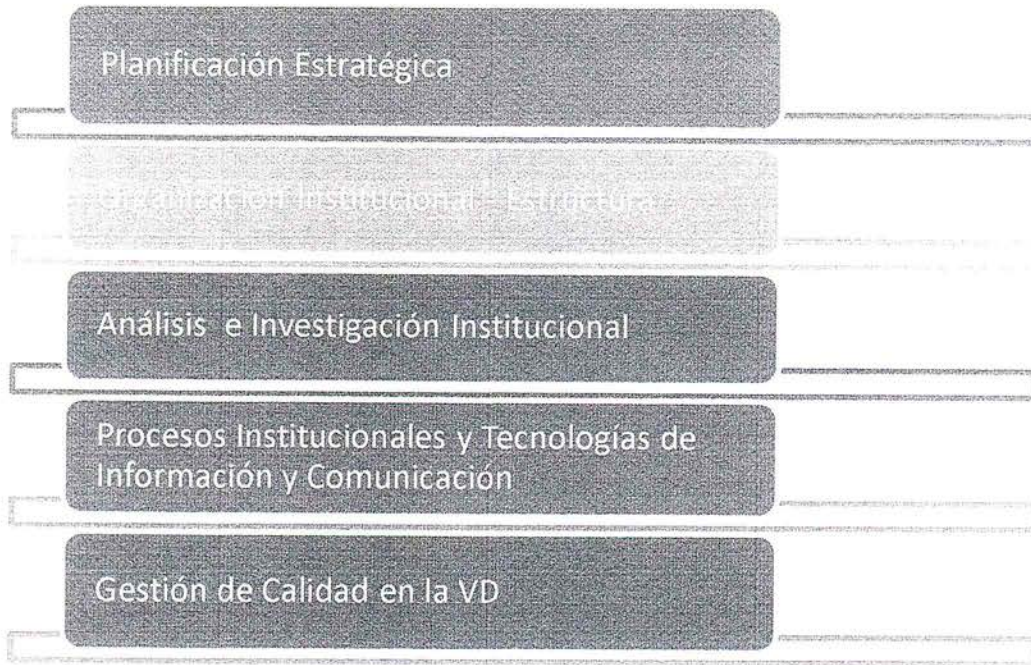 Planificación Estratégica
Organización Institucional - Estructura
Análisis e Investigación Institucional
Procesos Institucionales y Tecnologías de
Información y Comunicación
Gestión de Calidad en la VD